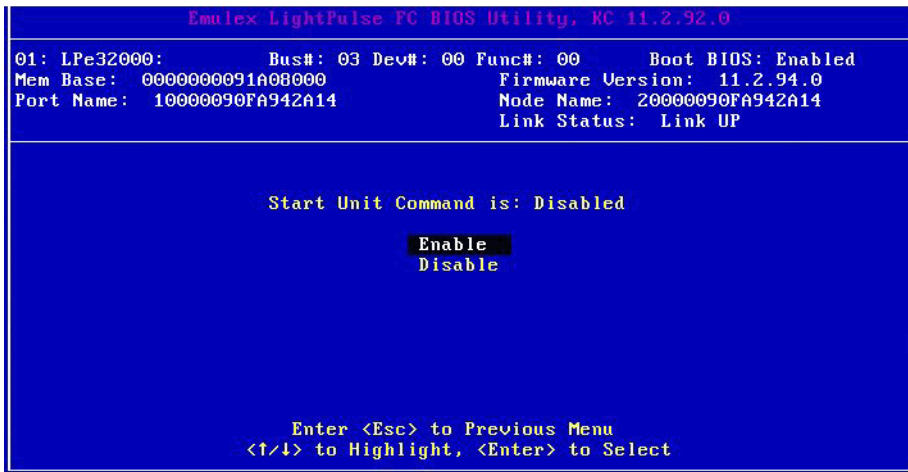 Emulex LightPulse FC BIOS Utility, KC 11.2.92.0
01: LPe32000: Bus#: 03 Dev#: 00 Func#: 00 Boot BIOS: Enabled
Mem Base: 0000000091A08000 Firmware Version: 11.2.94.0
Port Name: 10000090FA942A14 Node Name: 20000090FA942A14
Link Status: Link UP
Start Unit Command is: Disabled
Enable
Disable
Enter <Esc> to Previous Menu
<↑/↓> to Highlight, <Enter> to Select